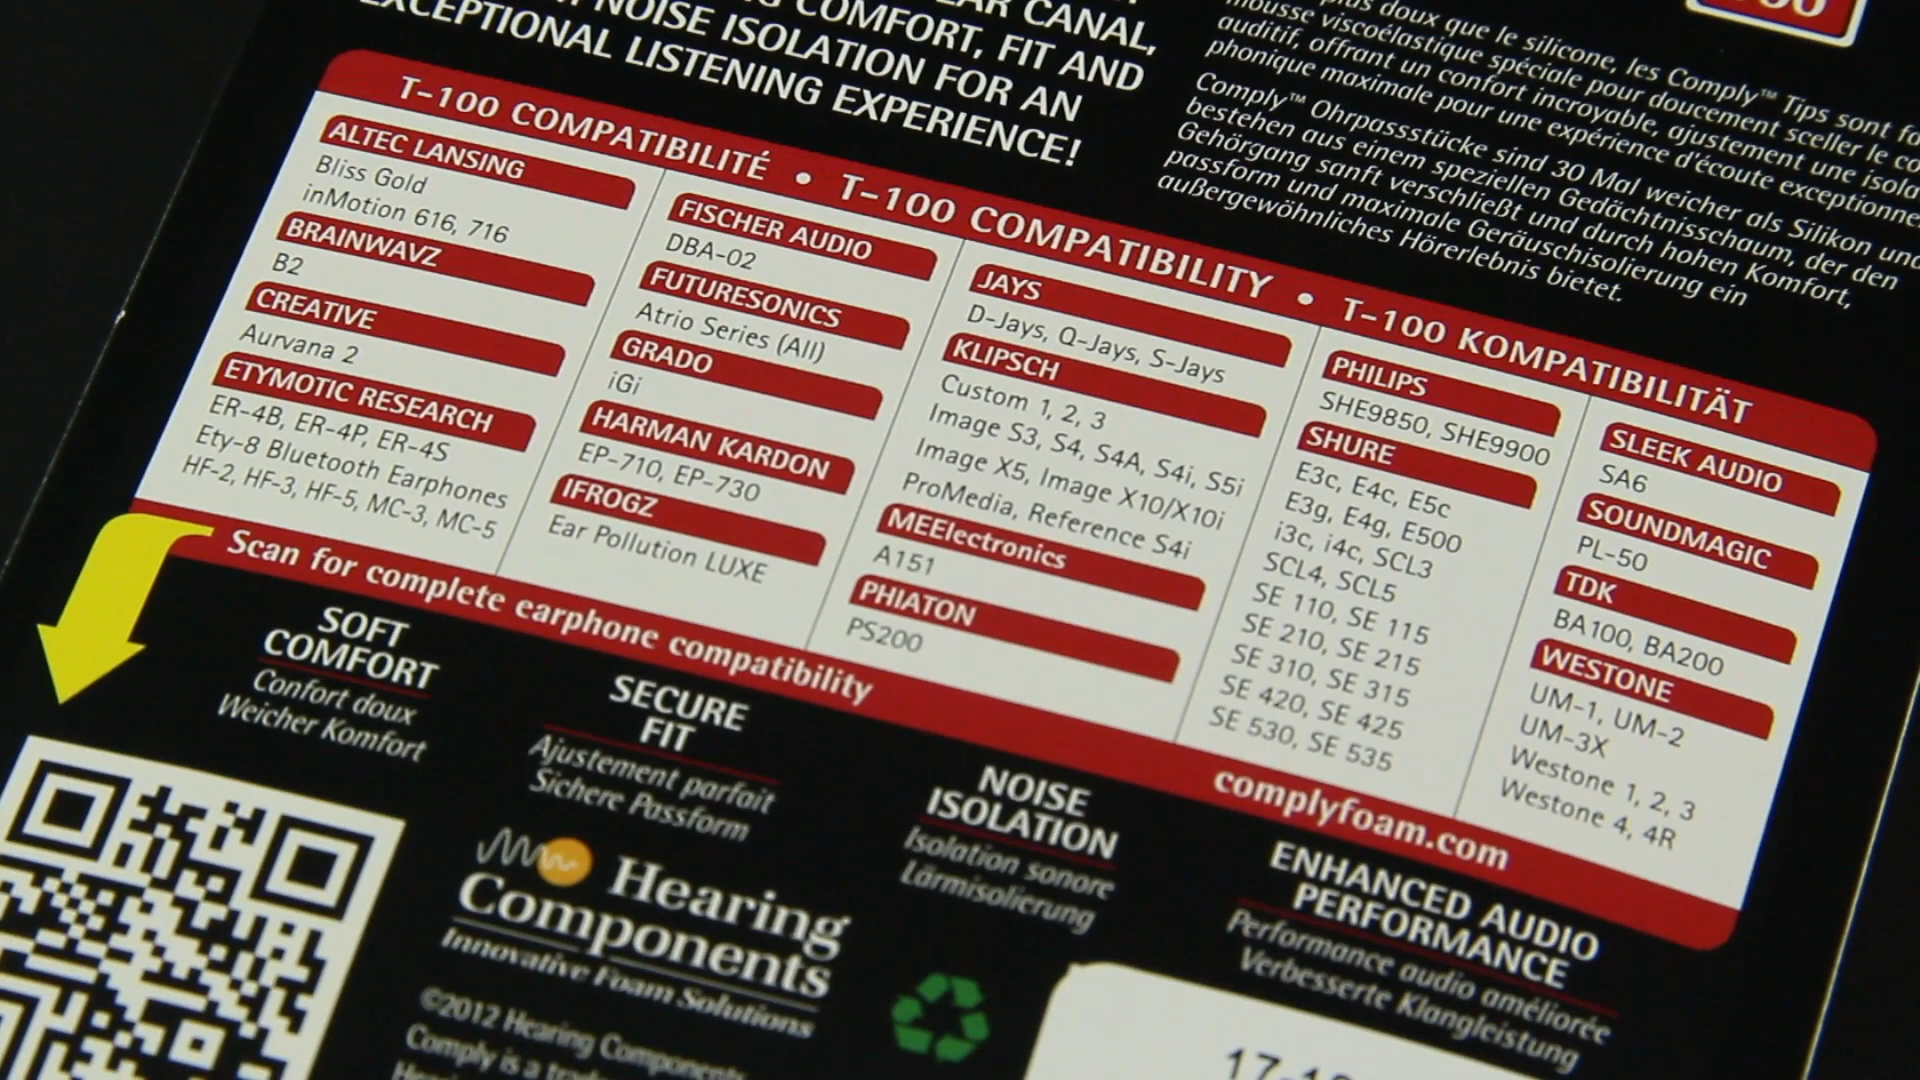 EAR CANAL,
COMFORT, FIT AND
NOISE ISOLATION FOR AN
EXCEPTIONAL LISTENING EXPERIENCE!
plus doux que le silicone, les Comply™ Tips sont
mousse viscoélastique spéciale pour doucement sceller le
auditif, offrant un confort incroyable, ajustement une
phonique maximale pour une expérience d'écoute
Comply™ Ohrpassstücke sind 30 Mal weicher als Silikon und
bestehen aus einem speziellen Gedächtnisschaum, der den
Gehörgang sanft verschließt und durch hohen Komfort,
passform und maximale Geräuschisolierung ein
außergewöhnliches Hörerlebnis bietet.
T-100 COMPATIBILITÉ • T-100 COMPATIBILITY • T-100 KOMPATIBILITÄT
ALTEC LANSING
Bliss Gold
inMotion 616, 716
BRAINWAVZ
B2
CREATIVE
Aurvana 2
ETYMOTIC RESEARCH
ER-4B, ER-4P, ER-4S
Ety-8 Bluetooth Earphones
HF-2, HF-3, HF-5, MC-3, MC-5
FISCHER AUDIO
DBA-02
FUTURESONICS
Atrio Series (All)
GRADO
iGi
HARMAN KARDON
EP-710, EP-730
IFROGZ
Ear Pollution LUXE
JAYS
D-Jays, Q-Jays, S-Jays
KLIPSCH
Custom 1, 2, 3
Image S3, S4, S4A, S4i, S5i
Image X5, Image X10/X10i
ProMedia, Reference S4i
MEElectronics
A151
PHIATON
PS200
PHILIPS
SHE9850, SHE9900
SHURE
E3c, E4c, E5c
E3g, E4g, E500
i3c, i4c, SCL3
SCL4, SCL5
SE 110, SE 115
SE 210, SE 215
SE 310, SE 315
SE 420, SE 425
SE 530, SE 535
SLEEK AUDIO
SA6
SOUNDMAGIC
PL-50
TDK
BA100, BA200
WESTONE
UM-1, UM-2
UM-3X
Westone 1, 2, 3
Westone 4, 4R
Scan for complete earphone compatibility
complyfoam.com
SOFT
COMFORT
Confort doux
Weicher Komfort
SECURE
FIT
Ajustement parfait
Sichere Passform
NOISE
ISOLATION
Isolation sonore
Lärmisolierung
ENHANCED AUDIO
PERFORMANCE
Performance audio améliorée
Verbesserte Klangleistung
Hearing
Components
Innovative Foam Solutions
©2012 Hearing Components
Comply is a